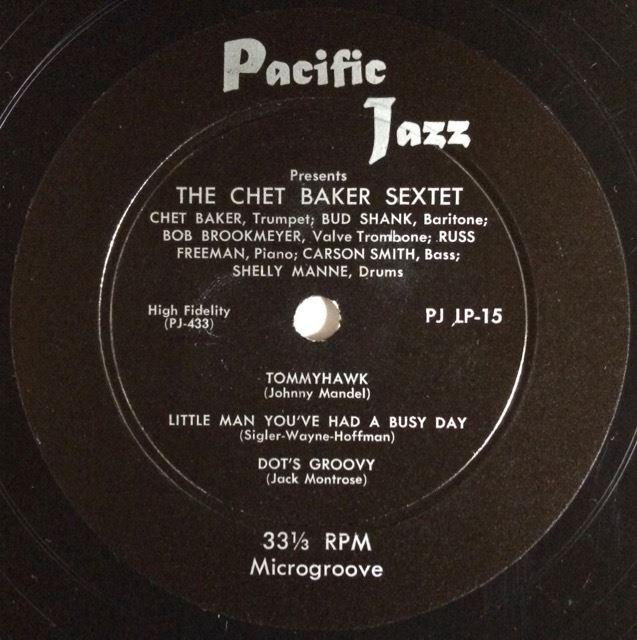 Pacific
Jazz
Presents
THE CHET BAKER SEXTET
CHET BAKER, Trumpet; BUD SHANK, Baritone;
BOB BROOKMEYER, Valve Trombone; RUSS
FREEMAN, Piano; CARSON SMITH, Bass;
SHELLY MANNE, Drums
High Fidelity
(PJ-433)
PJ LP-15
TOMMYHAWK
(Johnny Mandel)
LITTLE MAN YOU'VE HAD A BUSY DAY
(Sigler-Wayne-Hoffman)
DOT'S GROOVY
(Jack Montrose)
33⅓ RPM
Microgroove